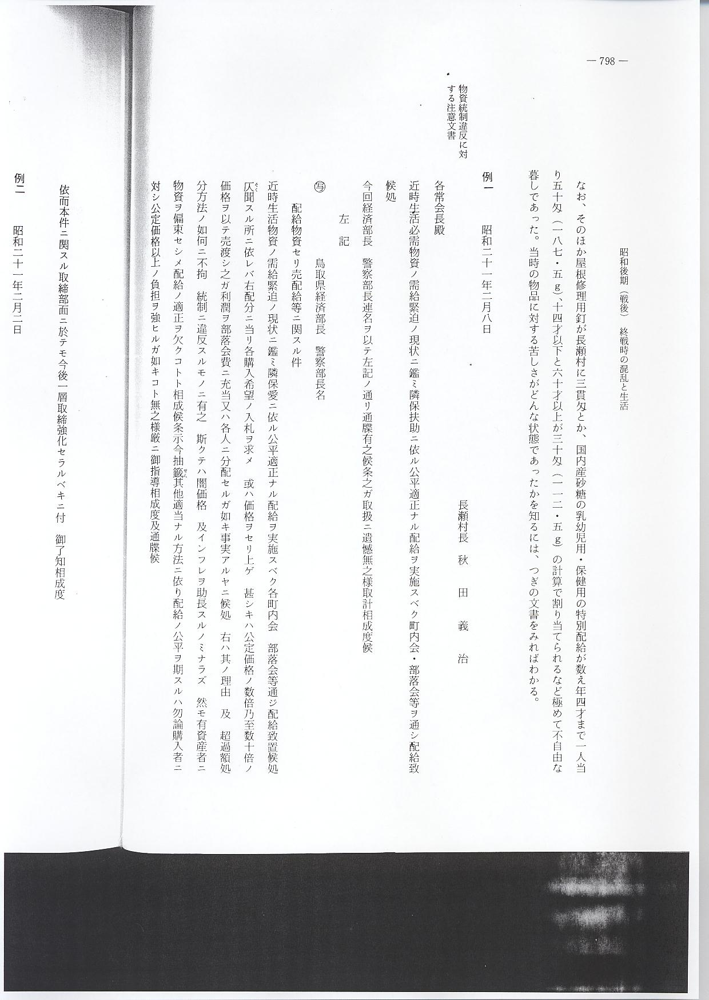 — 798 —
昭和後期（戦後）　終戦時の混乱と生活
なお、そのほか屋根修理用釘が長瀬村に三貫匁とか、国内産砂糖の乳幼児用・保健用の特別配給が数え年四才まで一人当
り五十匁（一八七・五ｇ）、十四才以下と六十才以上が三十匁（一一二・五ｇ）の計算で割り当てられるなど極めて不自由な
暮しであった。当時の物品に対する苦しさがどんな状態であったかを知るには、つぎの文書をみればわかる。
物資統制違反に対
する注意文書
例一　　昭和二十一年二月八日
長瀬村長　秋　田　義　治
各常会長殿
近時生活必需物資ノ需給緊迫ノ現状ニ鑑ミ隣保扶助ニ依ル公平適正ナル配給ヲ実施スベク町内会・部落会等ヲ通シ配給致
候処
今回経済部長　警察部長連名ヲ以テ左記ノ通リ通牒有之候条之ガ取扱ニ遺憾無之様取計相成度候
左　記
㊢　　　鳥取県経済部長　警察部長名
配給物資セリ売配給等ニ関スル件
近時生活物資ノ需給緊迫ノ現状ニ鑑ミ隣保愛ニ依ル公平適正ナル配給ヲ実施スベク各町内会　部落会等通ジ配給致置候処
仄聞スル所ニ依レバ右配分ニ当リ各購入希望ノ入札ヲ求メ　或ハ価格ヲセリ上ゲ　甚シキハ公定価格ノ数倍乃至数十倍ノ
価格ヲ以テ売渡シ之ガ利潤ヲ部落会費ニ充当又ハ各人ニ分配セルガ如キ事実アルヤニ候処　右ハ其ノ理由　及　超過額処
分方法ノ如何ニ不拘　統制ニ違反スルモノニ有之　斯クテハ闇価格　及インフレヲ助長スルノミナラズ　然モ有資産者ニ
物資ヲ偏束セシメ配給ノ適正ヲ欠クコトト相成候条示今抽籤其他適当ナル方法ニ依り配給ノ公平ヲ期スルハ勿論購入者ニ
対シ公定価格以上ノ負担ヲ強ヒルガ如キコト無之様厳ニ御指導相成度及通牒候
依而本件ニ関スル取締部面ニ於テモ今後一層取締強化セラルベキニ付　御了知相成度
例二　　昭和二十一年二月二日